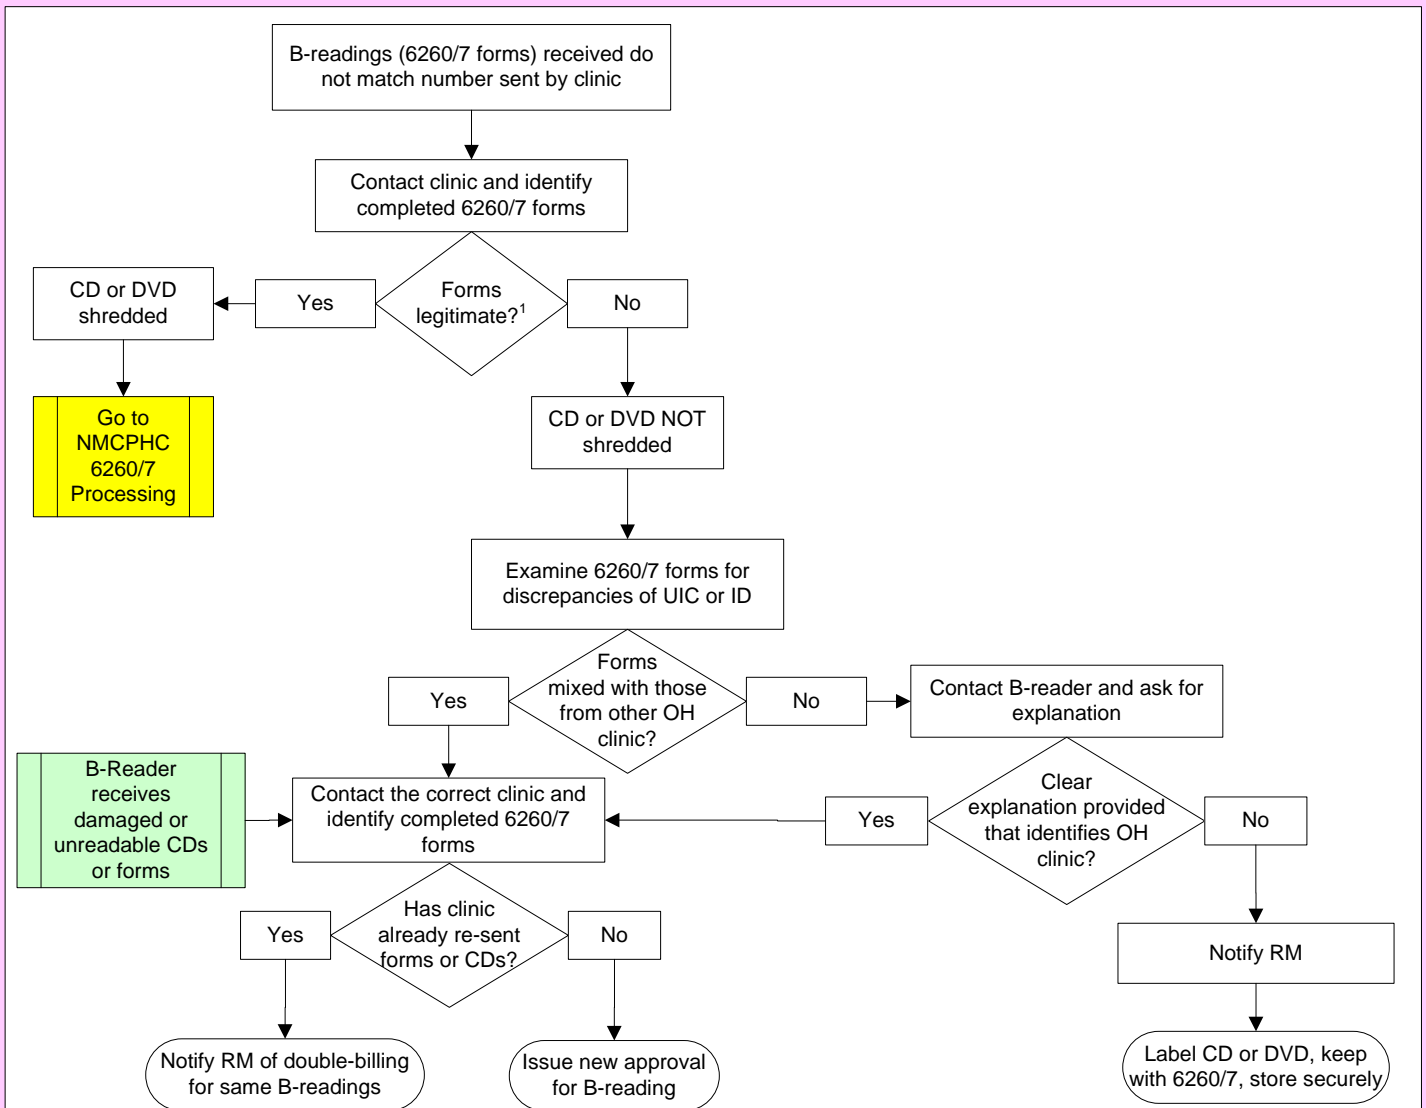 B-readings (6260/7 forms) received do
not match number sent by clinic
Contact clinic and identify
completed 6260/7 forms
CD or DVD
shredded
Yes
Forms
legitimate?1
No
Go to
NMCPHC
6260/7
Processing
CD or DVD NOT
shredded
Examine 6260/7 forms for
discrepancies of UIC or ID
Yes
Forms
mixed with those
from other OH
clinic?
No
Contact B-reader and ask for
explanation
B-Reader
receives
damaged or
unreadable CDs
or forms
Contact the correct clinic and
identify completed 6260/7
forms
Yes
Clear
explanation provided
that identifies OH
clinic?
No
Yes
Has clinic
already re-sent
forms or CDs?
No
Notify RM
Notify RM of double-billing
for same B-readings
Issue new approval
for B-reading
Label CD or DVD, keep
with 6260/7, store securely